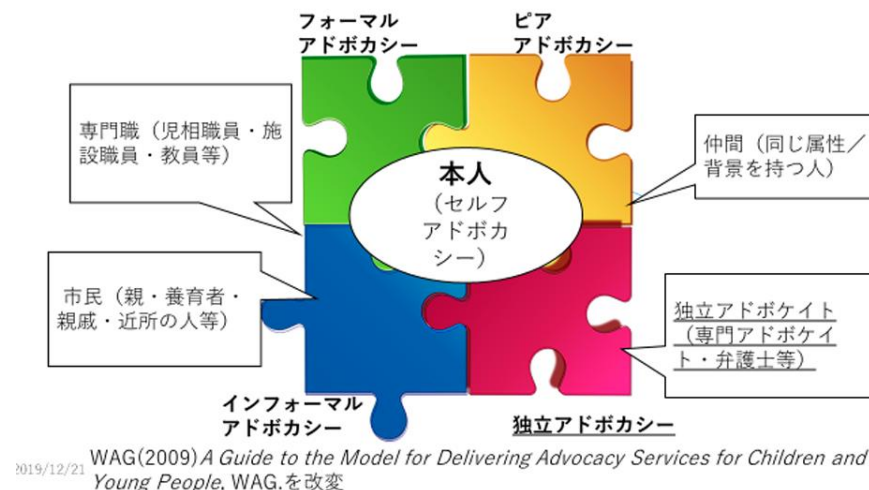 フォーマル
アドボカシー
ピア
アドボカシー
専門職（児相職員・施
設職員・教員等）
仲間（同じ属性／
背景を持つ人）
本人
（セルフ
アドボカ
シー）
市民（親・養育者・
親戚・近所の人等）
独立アドボケイト
（専門アドボケイ
ト・弁護士等）
インフォーマル
アドボカシー
独立アドボカシー
2019/12/21
WAG(2009)A Guide to the Model for Delivering Advocacy Services for Children and
Young People, WAG.を改変